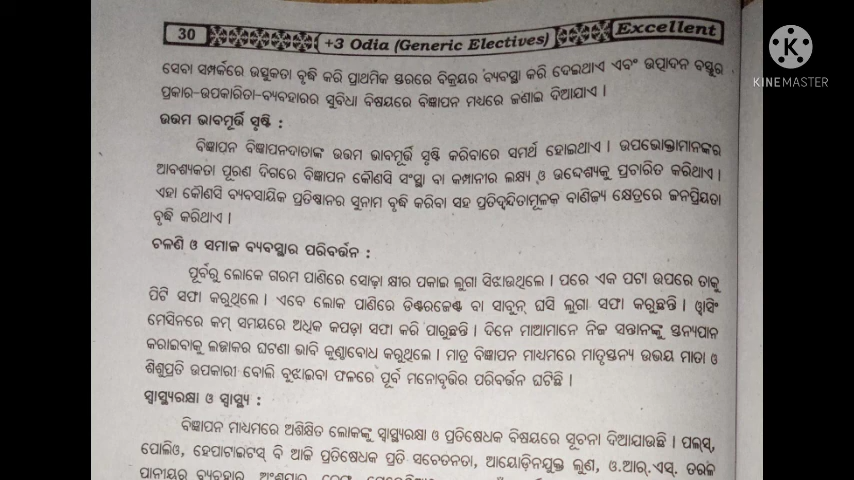 30 +3 Odia (Generic Electives) Excellent
ସେବା ସମ୍ପର୍କରେ ଉତ୍ସୁକତା ବୃଦ୍ଧି କରି ପ୍ରାଥମିକ ସ୍ତରରେ ବିକ୍ରୟର ବ୍ୟବସ୍ଥା କରି ଦେଇଥାଏ ଏବଂ ଉତ୍ପାଦନ ବସ୍ତୁର
ପ୍ରକାର-ଉପକାରିତା-ବ୍ୟବହାରର ସୁବିଧା ବିଷୟରେ ବିଜ୍ଞାପନ ମଧ୍ୟରେ ଜଣାଇ ଦିଆଯାଏ ।
ଉତ୍ତମ ଭାବମୂର୍ତ୍ତି ସୃଷ୍ଟି :
ବିଜ୍ଞାପନ ବିଜ୍ଞାପନଦାତାଙ୍କ ଉତ୍ତମ ଭାବମୂର୍ତ୍ତି ସୃଷ୍ଟି କରିବାରେ ସମର୍ଥ ହୋଇଥାଏ । ଉପଭୋକ୍ତାମାନଙ୍କର
ଆବଶ୍ୟକତା ପୂରଣ ଦିଗରେ ବିଜ୍ଞାପନ କୌଣସି ସଂସ୍ଥା ବା କମ୍ପାନୀର ଲକ୍ଷ୍ୟ ଓ ଉଦ୍ଦେଶ୍ୟକୁ ପ୍ରଚାରିତ କରିଥାଏ ।
ଏହା କୌଣସି ବ୍ୟବସାୟିକ ପ୍ରତିଷ୍ଠାନର ସୁନାମ ବୃଦ୍ଧି କରିବା ସହ ପ୍ରତିଦ୍ୱନ୍ଦିତାମୂଳକ ବାଣିଜ୍ୟ କ୍ଷେତ୍ରରେ ଜନପ୍ରିୟତା
ବୃଦ୍ଧି କରିଥାଏ ।
ଚଳଣି ଓ ସମାଜ ବ୍ୟବସ୍ଥାର ପରିବର୍ତ୍ତନ :
ପୂର୍ବରୁ ଲୋକେ ଗରମ ପାଣିରେ ସୋଡ଼ା କ୍ଷୀର ପକାଇ ଲୁଗା ସିଝାଉଥିଲେ । ପରେ ଏକ ପଟା ଉପରେ ତାକୁ
ପିଟି ସଫା କରୁଥିଲେ । ଏବେ ଲୋକ ପାଣିରେ ଡିଣ୍ଟରଜେଣ୍ଟ ବା ସାବୁନ୍ ଘସି ଲୁଗା ସଫା କରୁଛନ୍ତି । ୱାସିଂ
ମେସିନରେ କମ୍ ସମୟରେ ଅଧିକ କପଡ଼ା ସଫା କରି ପାରୁଛନ୍ତି । ଦିନେ ମାଆମାନେ ନିଜ ସନ୍ତାନଙ୍କୁ ସ୍ତନ୍ୟପାନ
କରାଇବାକୁ ଲଜ୍ଜାକର ଘଟଣା ଭାବି କୁଣ୍ଠାବୋଧ କରୁଥିଲେ । ମାତ୍ର ବିଜ୍ଞାପନ ମାଧ୍ୟମରେ ମାତୃସ୍ତନ୍ୟ ଉଭୟ ମାତା ଓ
ଶିଶୁପ୍ରତି ଉପକାରୀ ବୋଲି ବୁଝାଇବା ଫଳରେ ପୂର୍ବ ମନୋବୃତ୍ତିର ପରିବର୍ତ୍ତନ ଘଟିଛି ।
ସ୍ୱାସ୍ଥ୍ୟରକ୍ଷା ଓ ସ୍ୱାସ୍ଥ୍ୟ :
ବିଜ୍ଞାପନ ମାଧ୍ୟମରେ ଅଶିକ୍ଷିତ ଲୋକଙ୍କୁ ସ୍ୱାସ୍ଥ୍ୟରକ୍ଷା ଓ ପ୍ରତିଷେଧକ ବିଷୟରେ ସୂଚନା ଦିଆଯାଉଛି । ପଲ୍ସ୍,
ପୋଲିଓ, ହେପାଟାଇଟସ୍ ବି ଆଜି ପ୍ରତିଷେଧକ ପ୍ରତି ସଚେତନତା, ଆୟୋଡ଼ିନଯୁକ୍ତ ଲୁଣ, ଓ.ଆର୍.ଏସ୍. ତରଳ
ପାନୀୟର ବ୍ୟବହାର
K
KINEMASTER